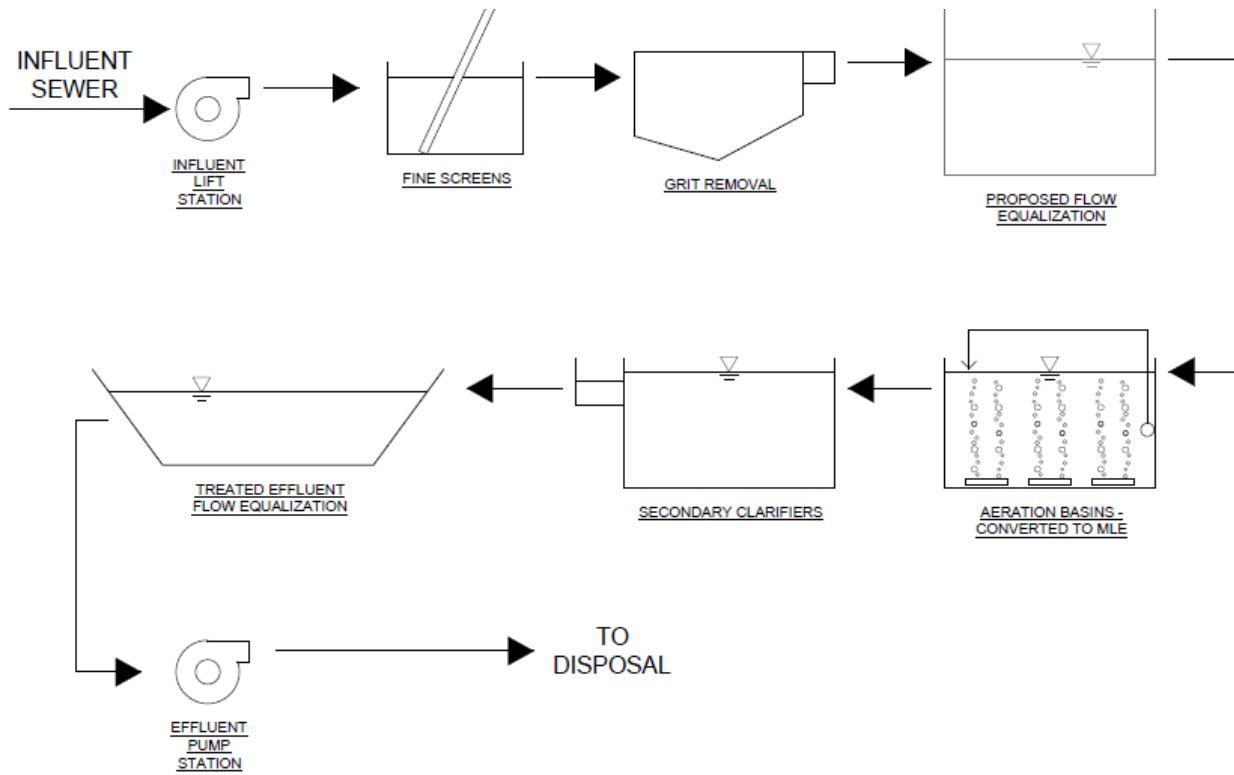 INFLUENT
SEWER
INFLUENT
LIFT
STATION
FINE SCREENS
GRIT REMOVAL
PROPOSED FLOW
EQUALIZATION
TREATED EFFLUENT
FLOW EQUALIZATION
SECONDARY CLARIFIERS
AERATION BASINS -
CONVERTED TO MLE
EFFLUENT
PUMP
STATION
TO
DISPOSAL